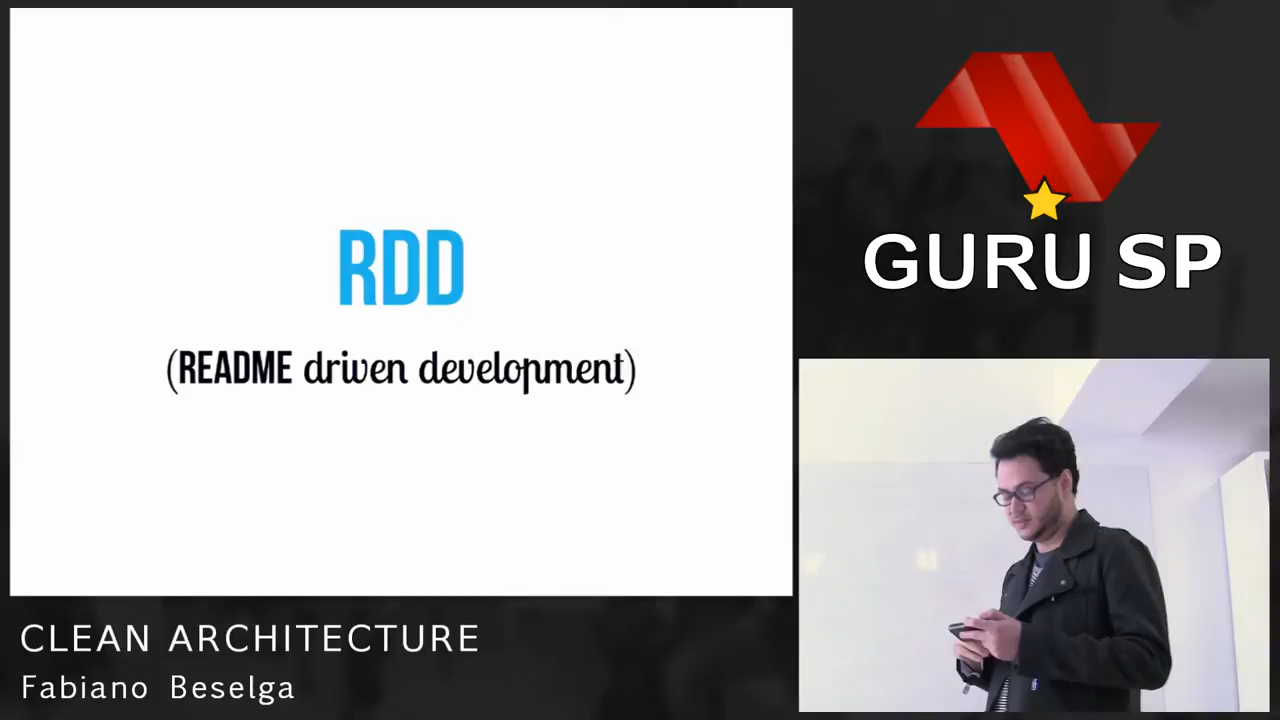 RDD
(README driven development)
GURU SP
CLEAN ARCHITECTURE
Fabiano Beselga